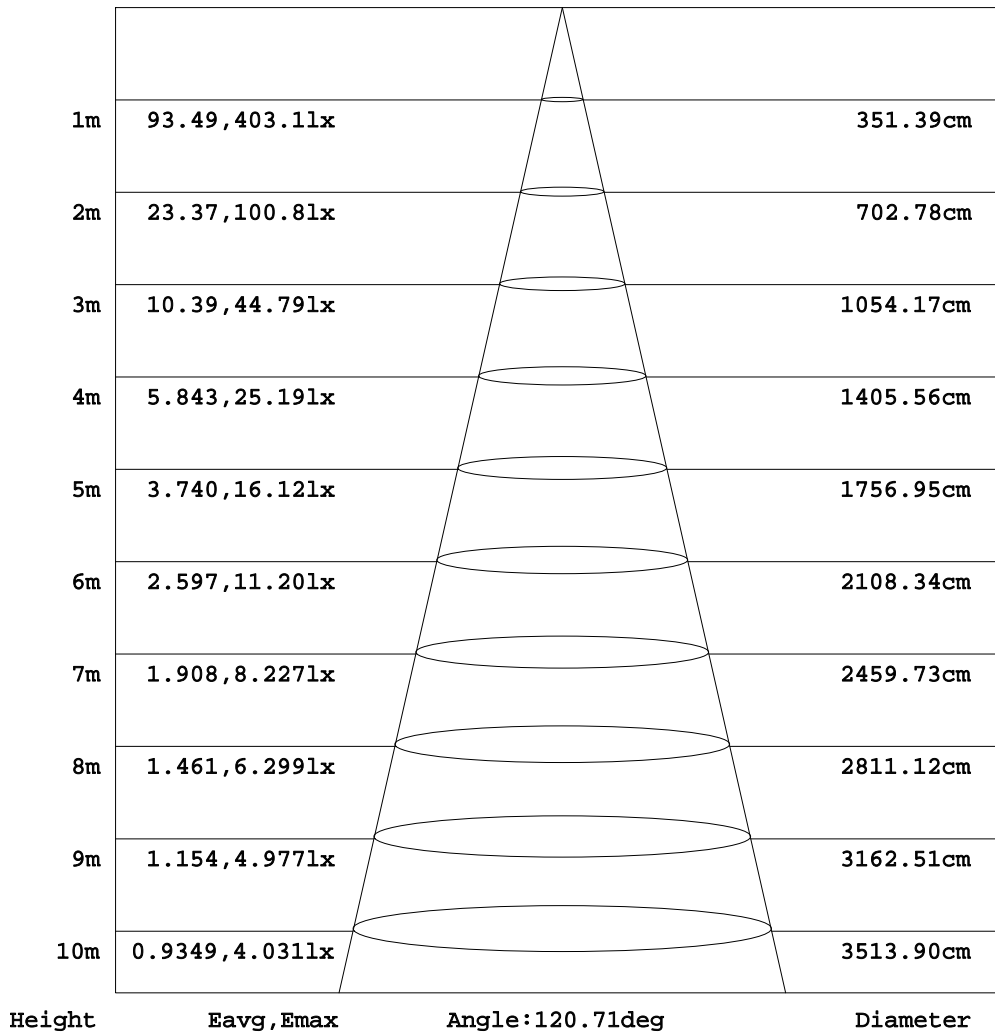 1m 93.49,403.1lx 351.39cm
2m 23.37,100.8lx 702.78cm
3m 10.39,44.79lx 1054.17cm
4m 5.843,25.19lx 1405.56cm
5m 3.740,16.12lx 1756.95cm
6m 2.597,11.20lx 2108.34cm
7m 1.908,8.227lx 2459.73cm
8m 1.461,6.299lx 2811.12cm
9m 1.154,4.977lx 3162.51cm
10m 0.9349,4.031lx 3513.90cm
Height Eavg,Emax Angle:120.71deg Diameter